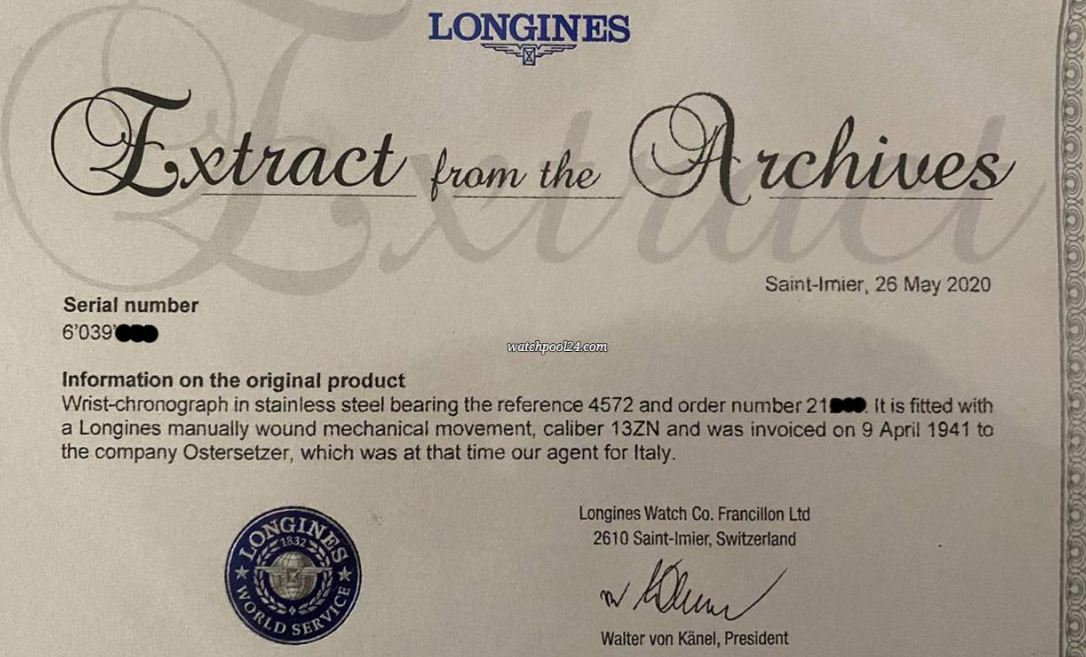 LONGINES
Extract from the Archives
Saint-Imier, 26 May 2020
Serial number
6'039'
watchpool24.com
Information on the original product
Wrist-chronograph in stainless steel bearing the reference 4572 and order number 21 . It is fitted with
a Longines manually wound mechanical movement, caliber 13ZN and was invoiced on 9 April 1941 to
the company Ostersetzer, which was at that time our agent for Italy.
Longines Watch Co. Francillon Ltd
2610 Saint-Imier, Switzerland
LONGINES
1832
WORLD SERVICE
Walter von Känel, President
Extract